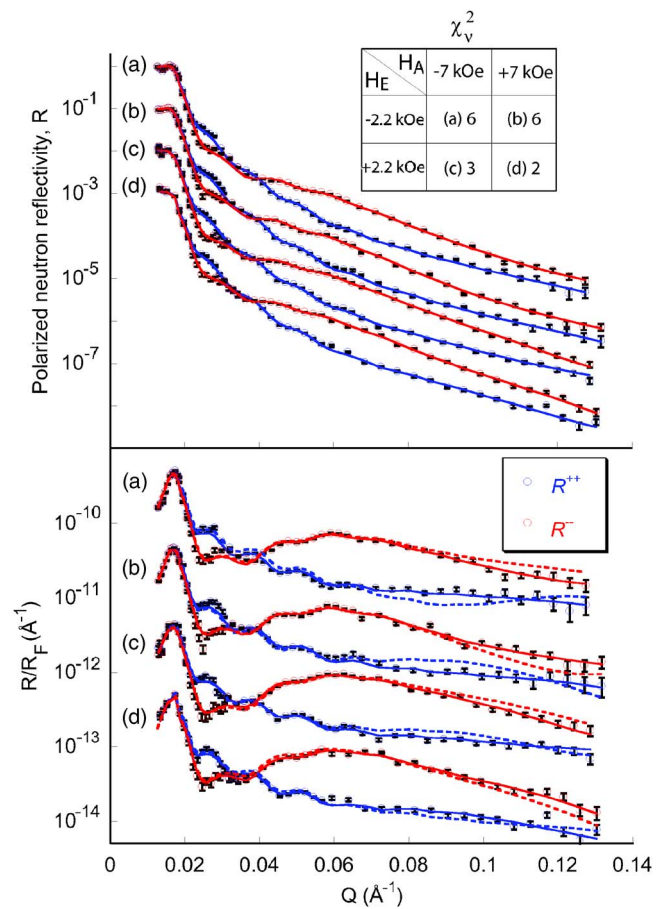 χν2
HA
HE
-7 kOe
+7 kOe
-2.2 kOe
(a) 6
(b) 6
+2.2 kOe
(c) 3
(d) 2
Polarized neutron reflectivity, R
10-1
10-3
10-5
10-7
(a)
(b)
(c)
(d)
R++
R--
R/RF (Å-1)
10-10
10-11
10-12
10-13
10-14
(a)
(b)
(c)
(d)
0
0.02
0.04
0.06
0.08
0.1
0.12
0.14
Q (Å-1)